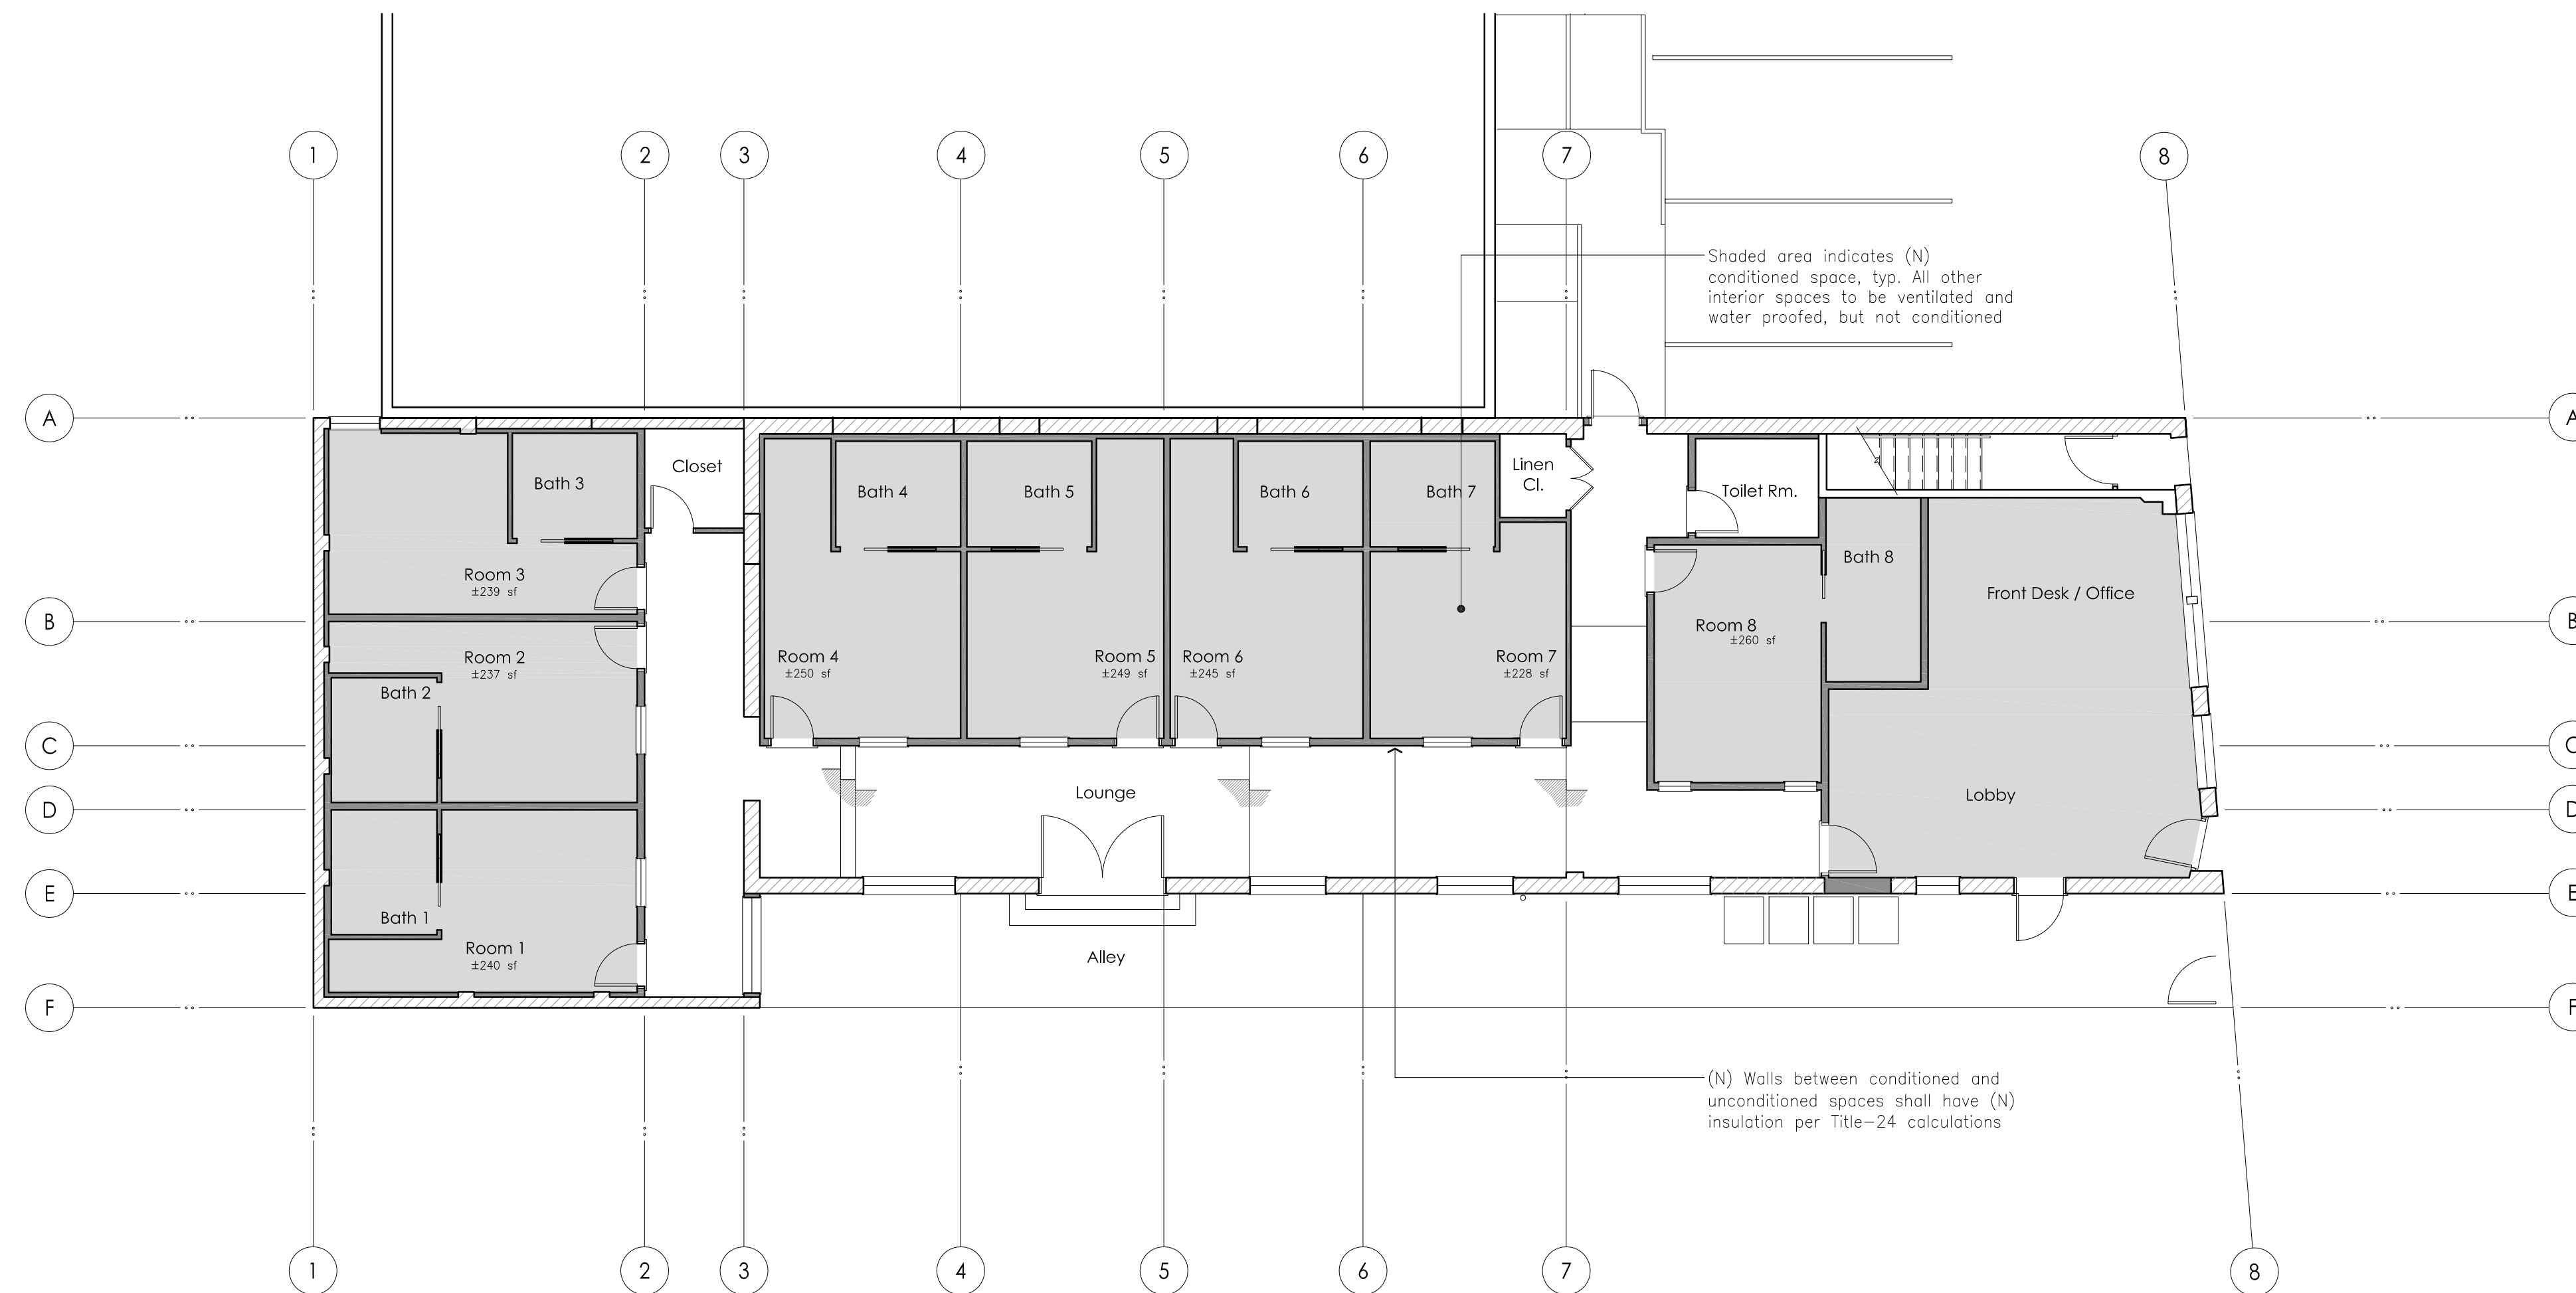 1
2
3
4
5
6
7
8
Shaded area indicates (N)
conditioned space, typ. All other
interior spaces to be ventilated and
water proofed, but not conditioned
A
A
Closet
Linen
Cl.
Bath 3
Bath 4
Bath 5
Bath 6
Bath 7
Toilet Rm.
Bath 8
Room 3
±239 sf
Front Desk / Office
B
B
Room 8
±260 sf
Room 2
±237 sf
Room 4
±250 sf
Room 5
±249 sf
Room 6
±245 sf
Room 7
±228 sf
Bath 2
C
C
Lounge
Lobby
D
D
E
E
Bath 1
Room 1
±240 sf
Alley
F
F
(N) Walls between conditioned and
unconditioned spaces shall have (N)
insulation per Title-24 calculations
1
2
3
4
5
6
7
8